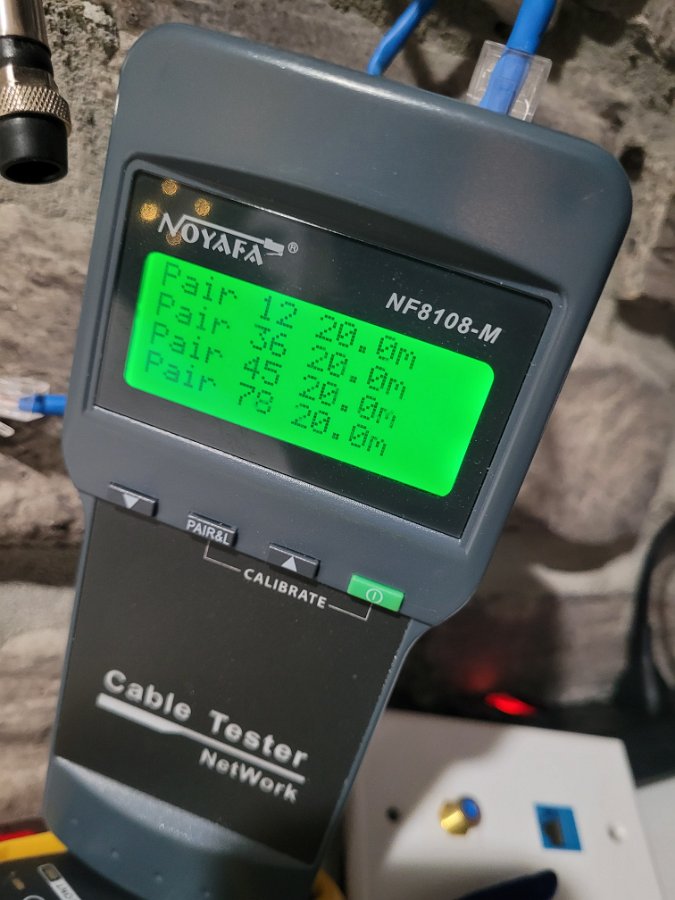 NOYAFA®
NF8108-M
Pair 12 20.0m
Pair 36 20.0m
Pair 45 20.0m
Pair 78 20.0m
PAIR&L
CALIBRATE
Cable Tester
NetWork